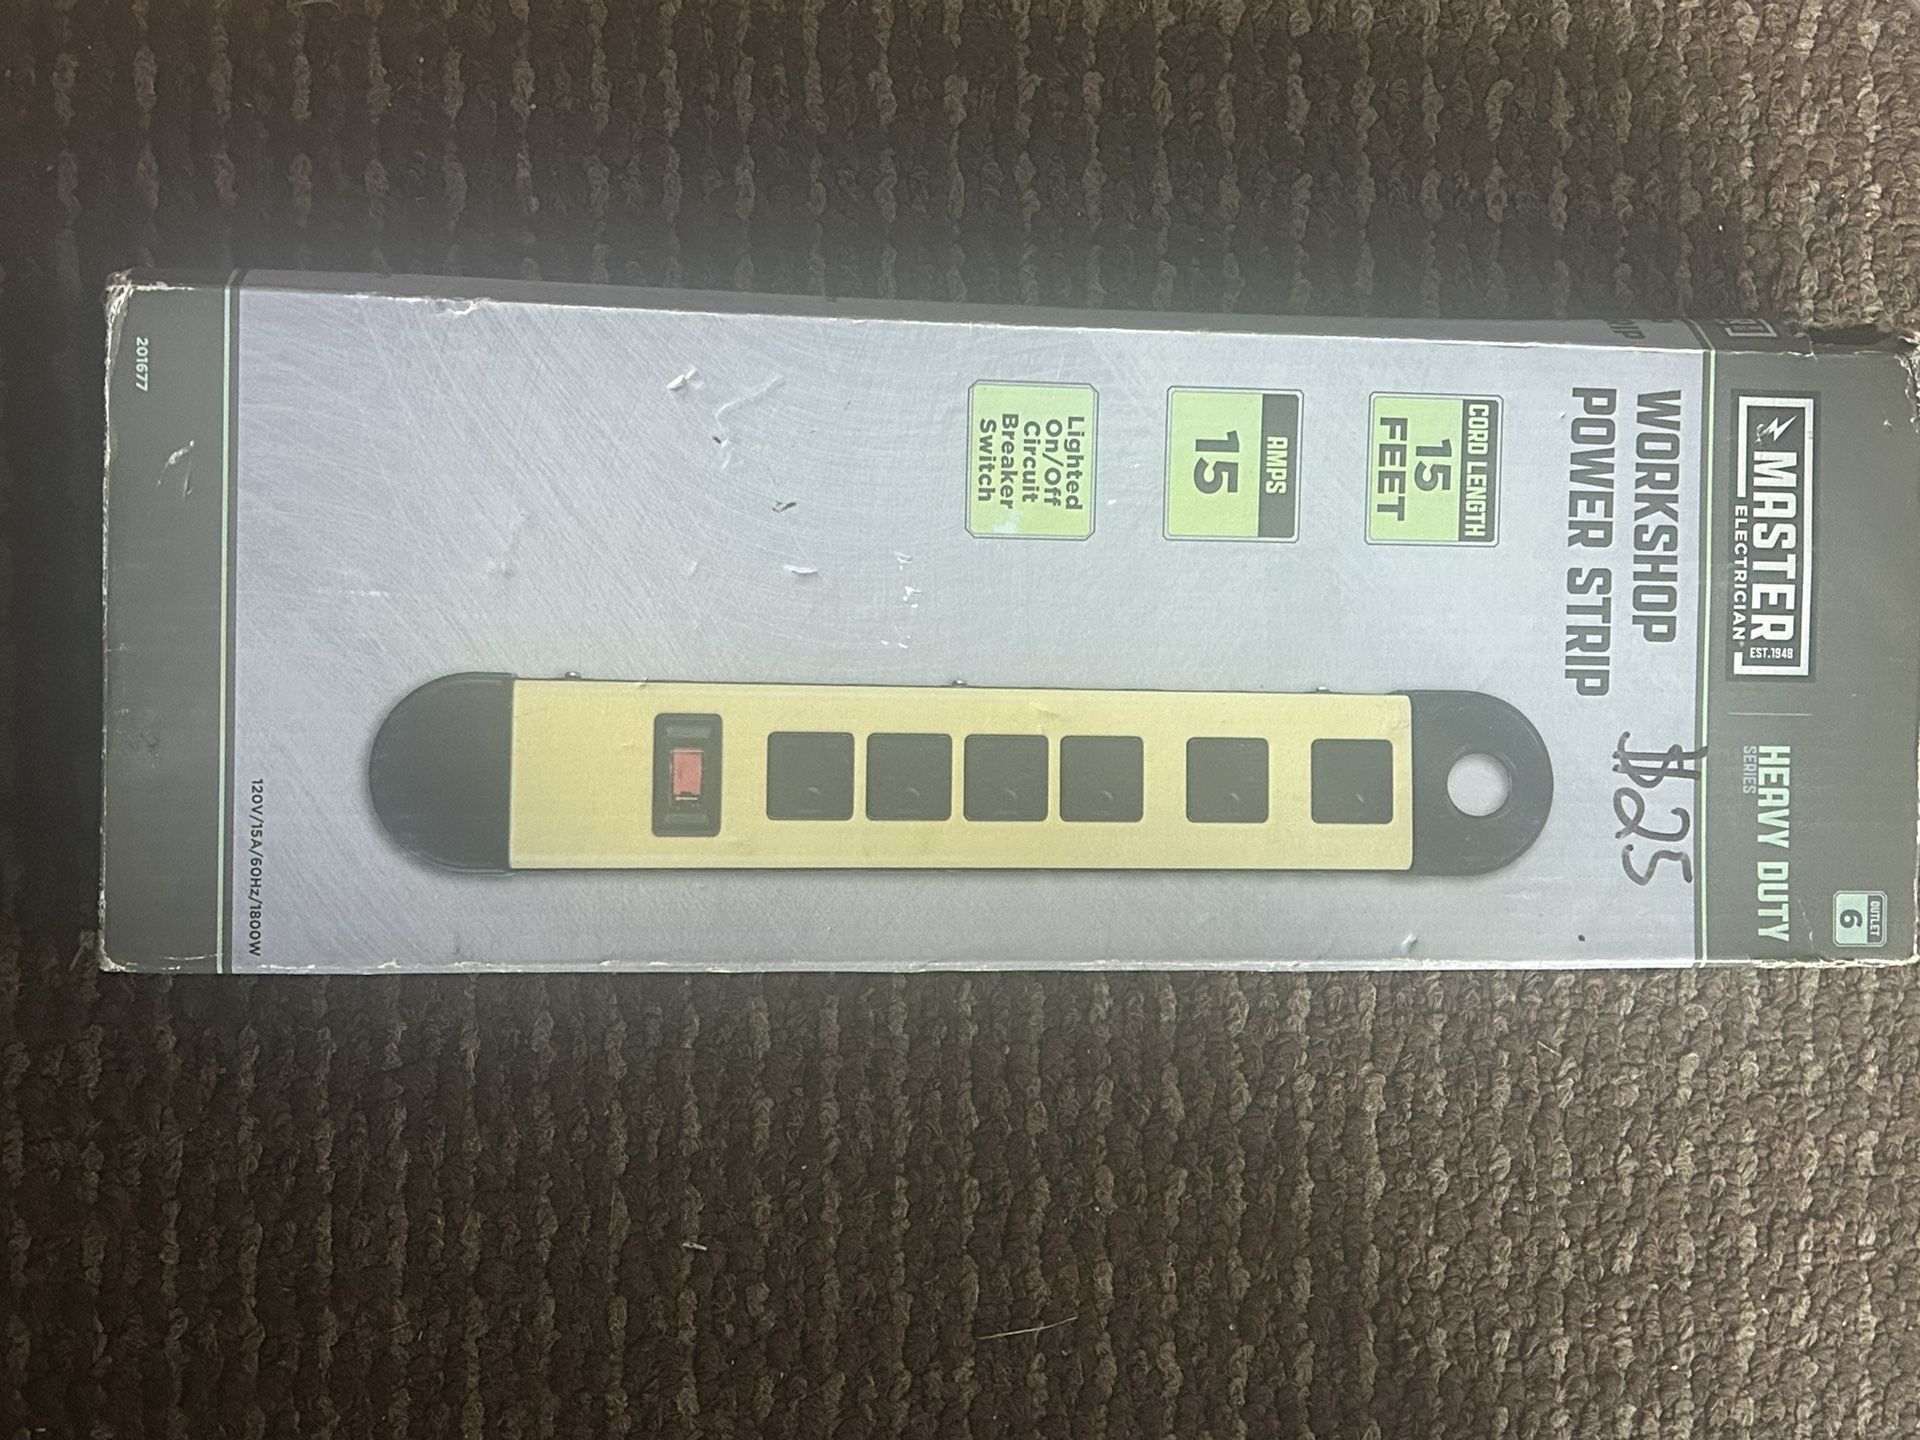 MASTER
ELECTRICIAN
EST. 1949
HEAVY DUTY
SERIES
OUTLET
6
WORKSHOP
POWER STRIP
$25
CORD LENGTH
15
FEET
AMPS
15
Lighted
On/Off
Circuit
Breaker
Switch
120V/15A/60Hz/1800W
201677